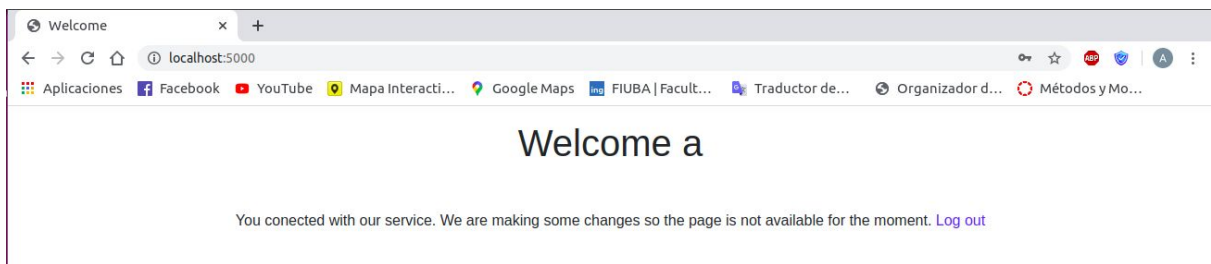 Welcome
localhost:5000
ABP A
Aplicaciones Facebook YouTube Mapa Interacti... Google Maps ing FIUBA | Facult... Traductor de... Organizador d... Métodos y Mo...
Welcome a
You conected with our service. We are making some changes so the page is not available for the moment. Log out